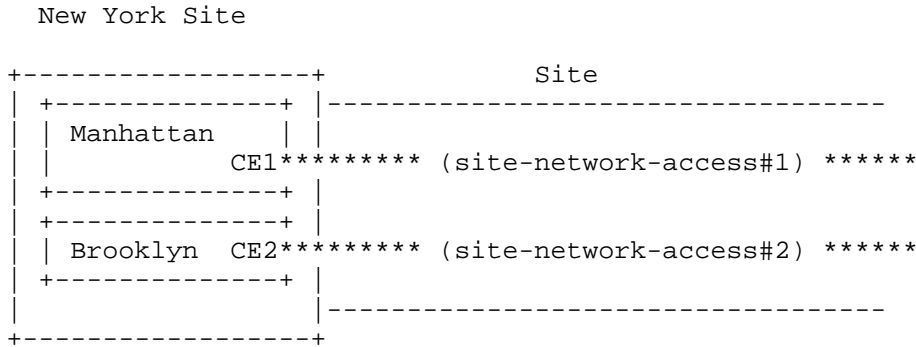 New York Site
+------------------+ Site
| +--------------+ |-----------------------------------
| | Manhattan | |
| | CE1********* (site-network-access#1) ******
| +--------------+ |
| +--------------+ |
| | Brooklyn CE2********* (site-network-access#2) ******
| +--------------+ |
| |-----------------------------------
+------------------+